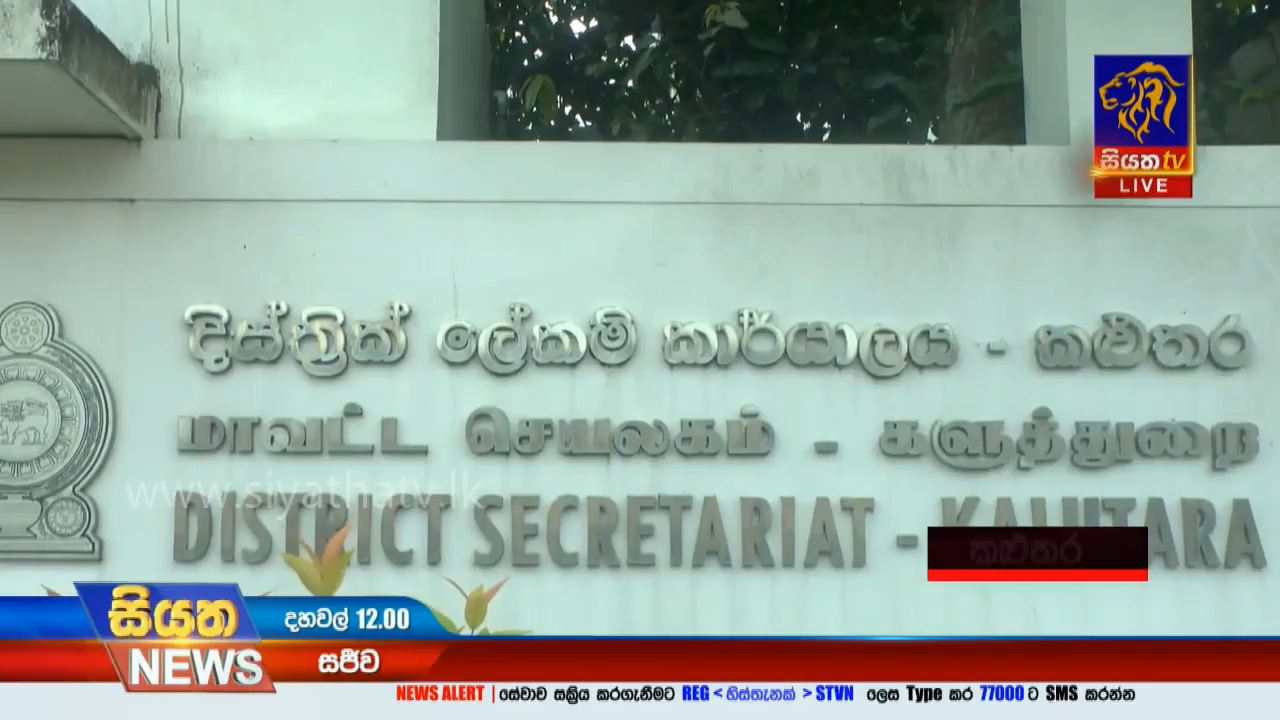 සියත tv
LIVE
දිස්ත්‍රික් ලේකම් කාර්යාලය - කළුතර
மாவட்ட செயலகம் - களுத்துறை
www.siyathatv.lk
DISTRICT SECRETARIAT - KALUTARA
කළුතර
සියත
NEWS
දහවල් 12.00
සජීව
NEWS ALERT | සේවාව සක්‍රිය කරගැනීමට REG < හිස්තැනක් > STVN ලෙස Type කර 77000 ට SMS කරන්න